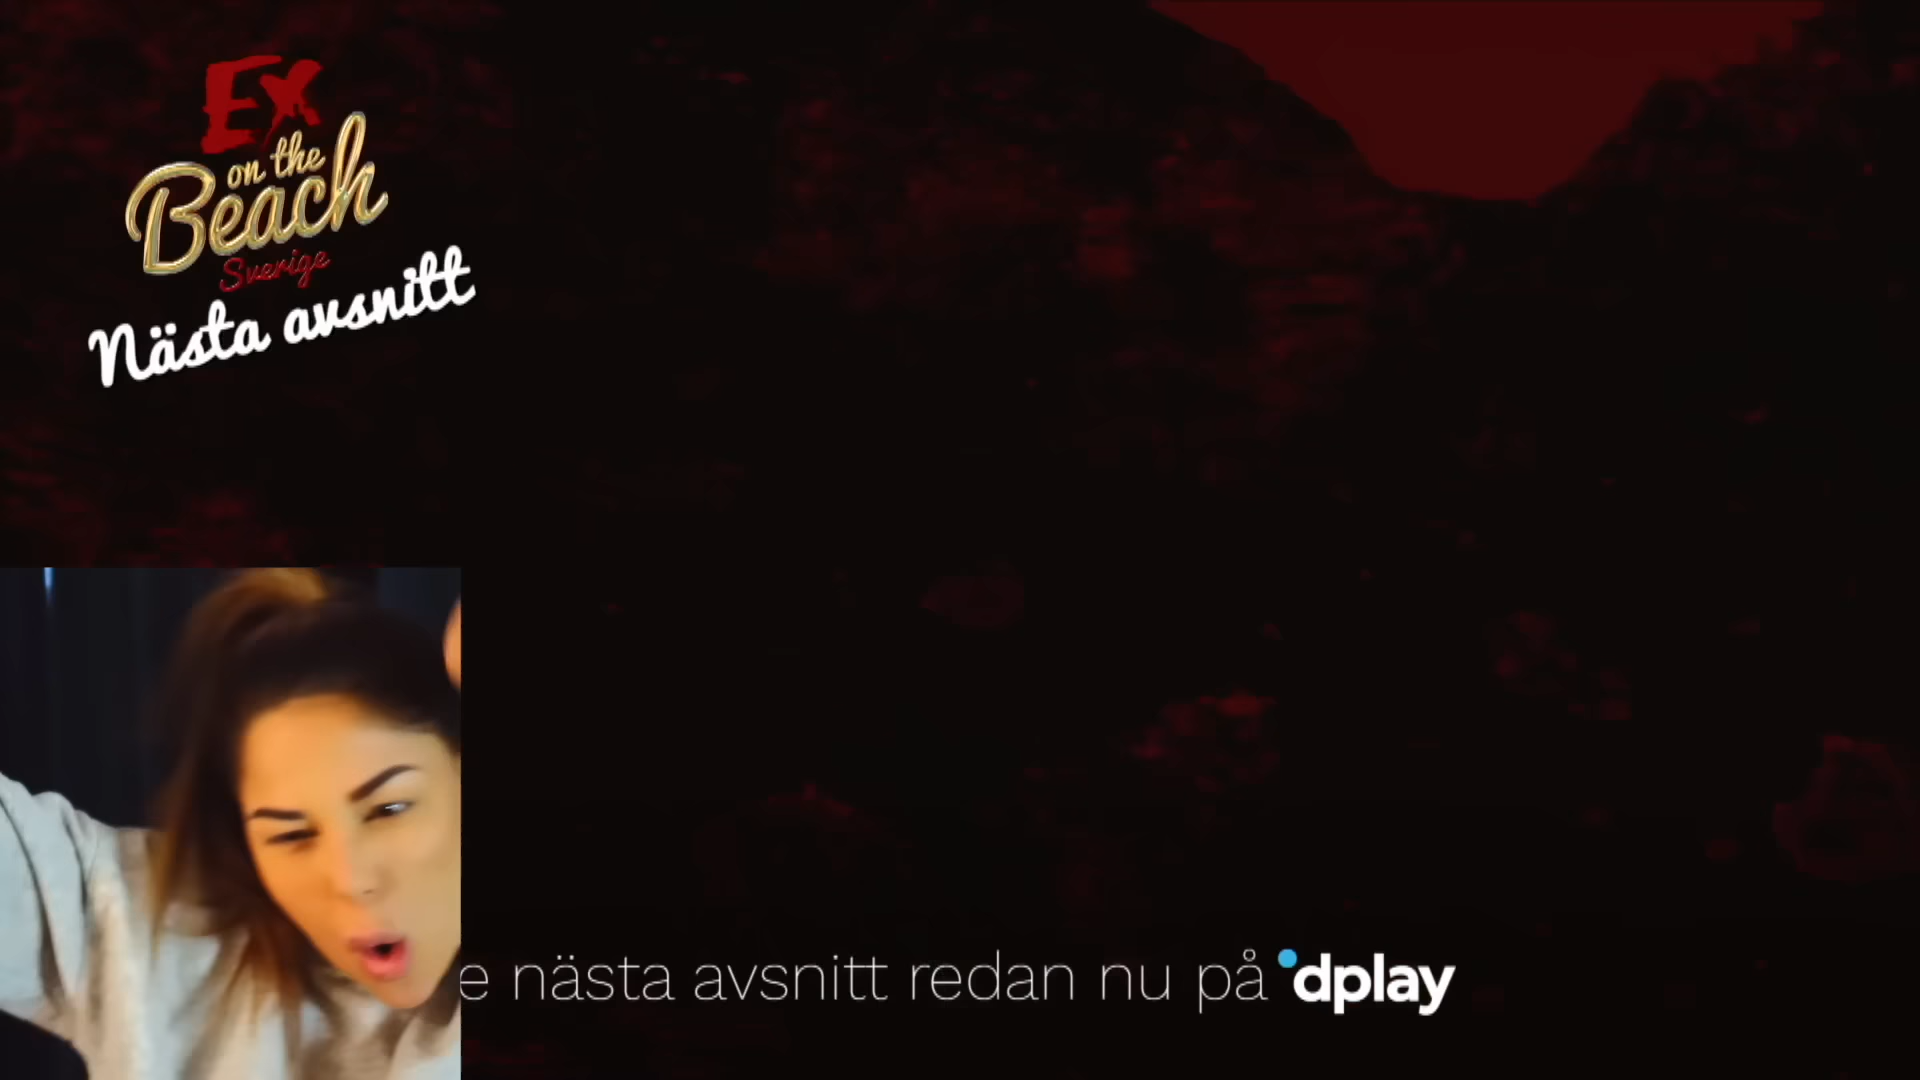 Ex
on the
Beach
Sverige
Nästa avsnitt
e nästa avsnitt redan nu på dplay